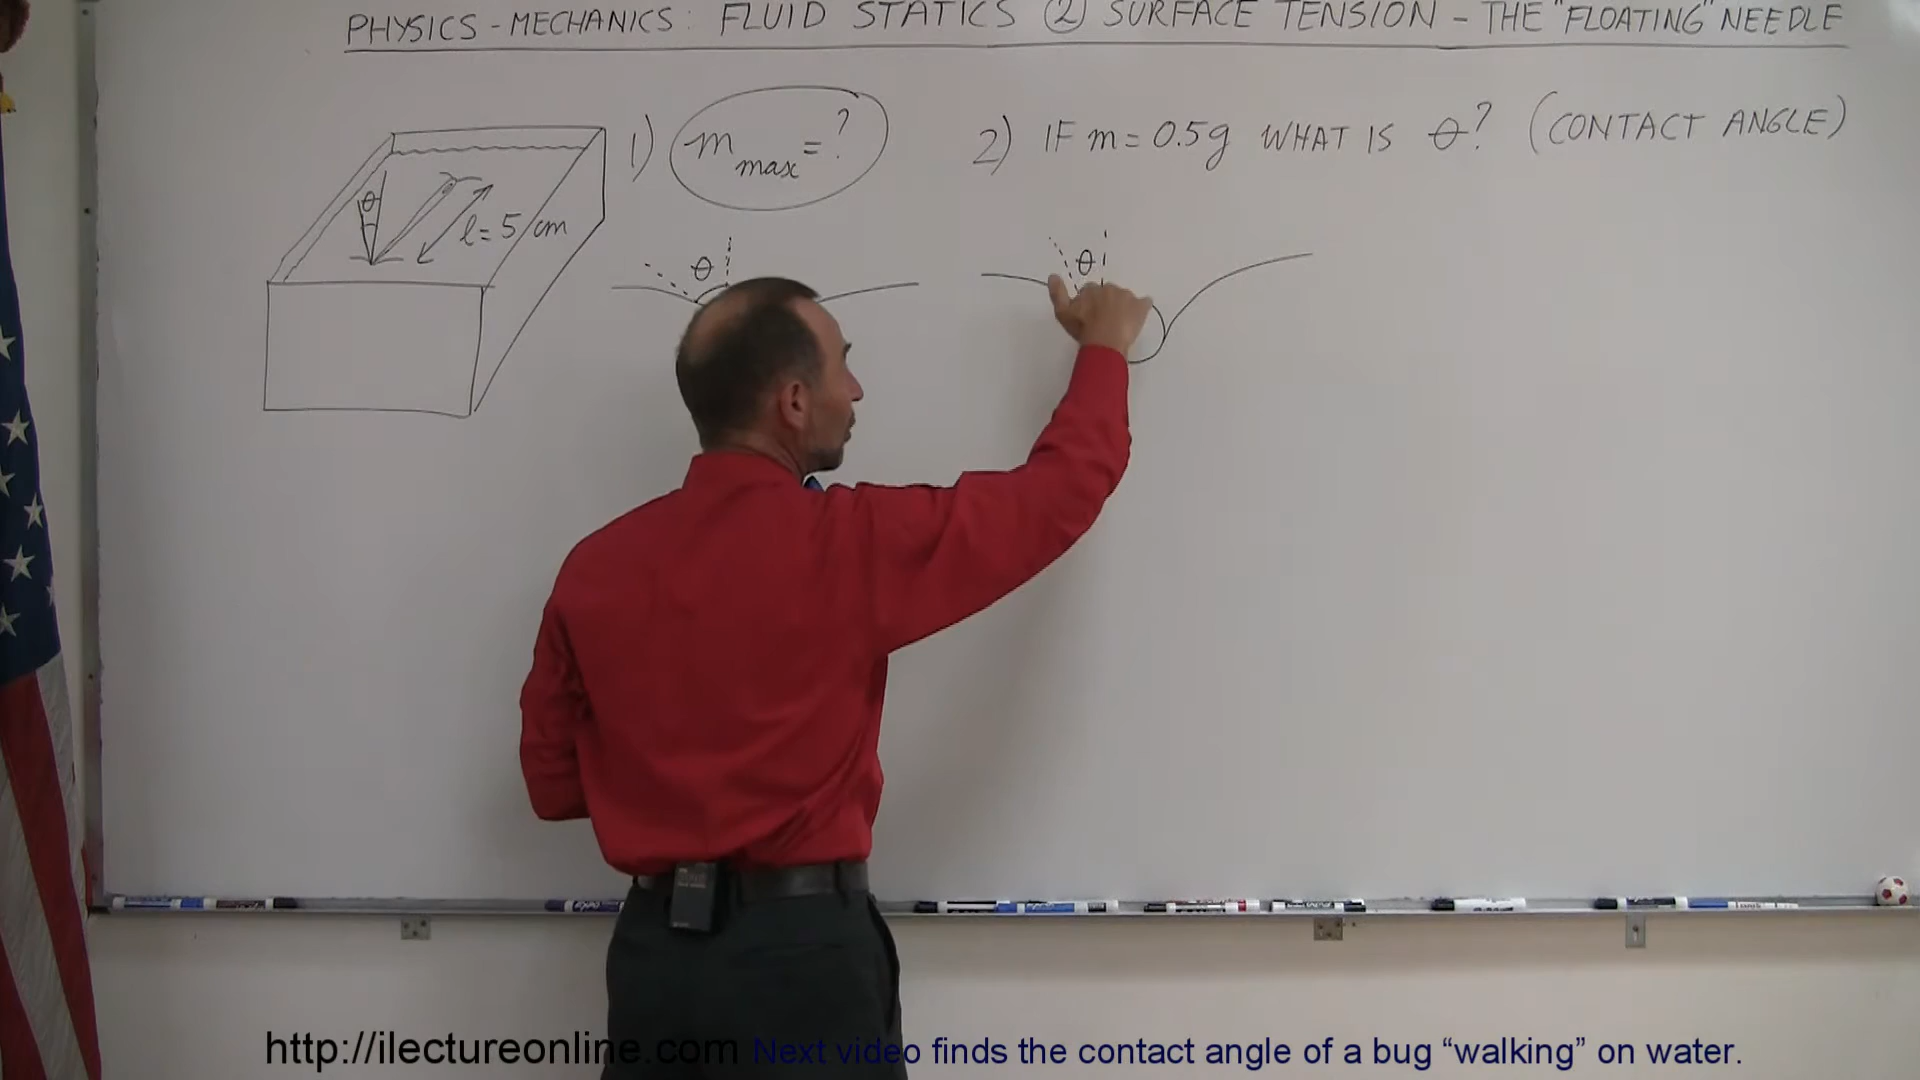 PHYSICS - MECHANICS: FLUID STATICS ② SURFACE TENSION - THE "FLOATING" NEEDLE
1) m max = ?
2) IF m = 0.5g WHAT IS θ? (CONTACT ANGLE)
θ
l = 5 cm
θ
θ
http://ilectureonline.com Next video finds the contact angle of a bug “walking” on water.